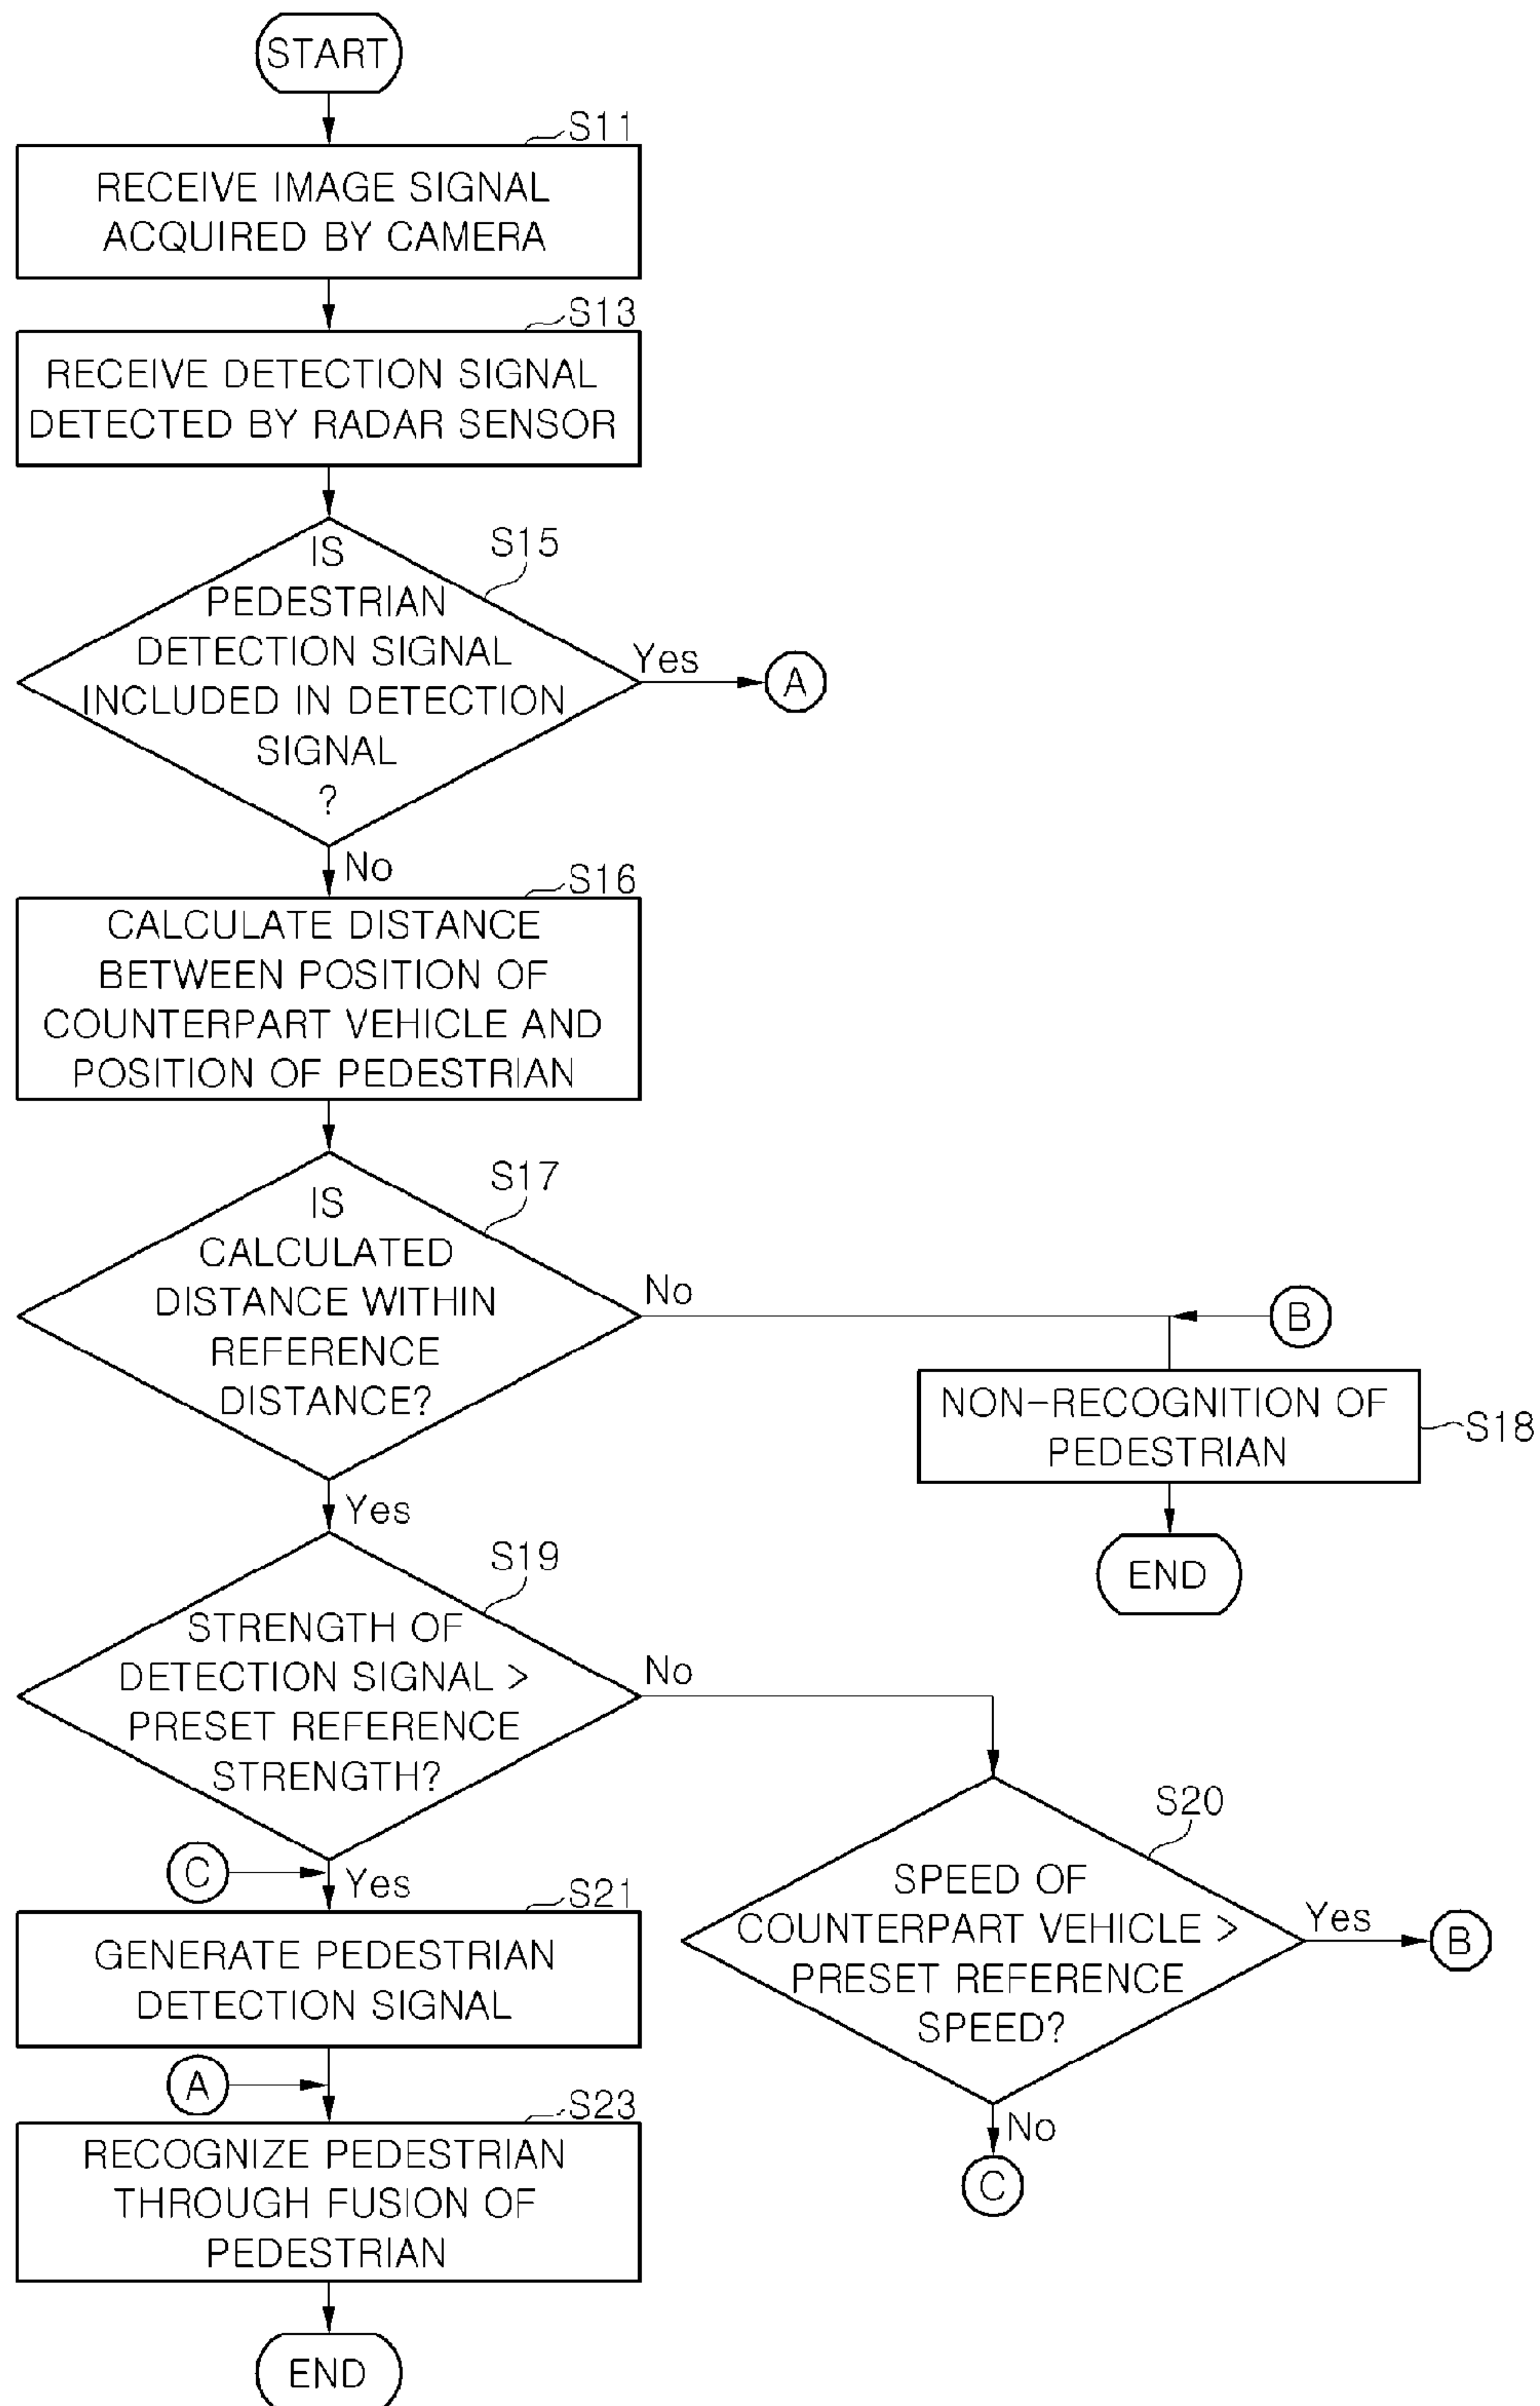 START
S11
RECEIVE IMAGE SIGNAL
ACQUIRED BY CAMERA
S13
RECEIVE DETECTION SIGNAL
DETECTED BY RADAR SENSOR
S15
IS
PEDESTRIAN
DETECTION SIGNAL
INCLUDED IN DETECTION
SIGNAL
?
Yes
A
No
S16
CALCULATE DISTANCE
BETWEEN POSITION OF
COUNTERPART VEHICLE AND
POSITION OF PEDESTRIAN
S17
IS
CALCULATED
DISTANCE WITHIN
REFERENCE
DISTANCE?
No
B
NON-RECOGNITION OF
PEDESTRIAN
S18
END
Yes
S19
STRENGTH OF
DETECTION SIGNAL >
PRESET REFERENCE
STRENGTH?
No
S20
SPEED OF
COUNTERPART VEHICLE >
PRESET REFERENCE
SPEED?
Yes
B
No
C
C
Yes
S21
GENERATE PEDESTRIAN
DETECTION SIGNAL
A
S23
RECOGNIZE PEDESTRIAN
THROUGH FUSION OF
PEDESTRIAN
END